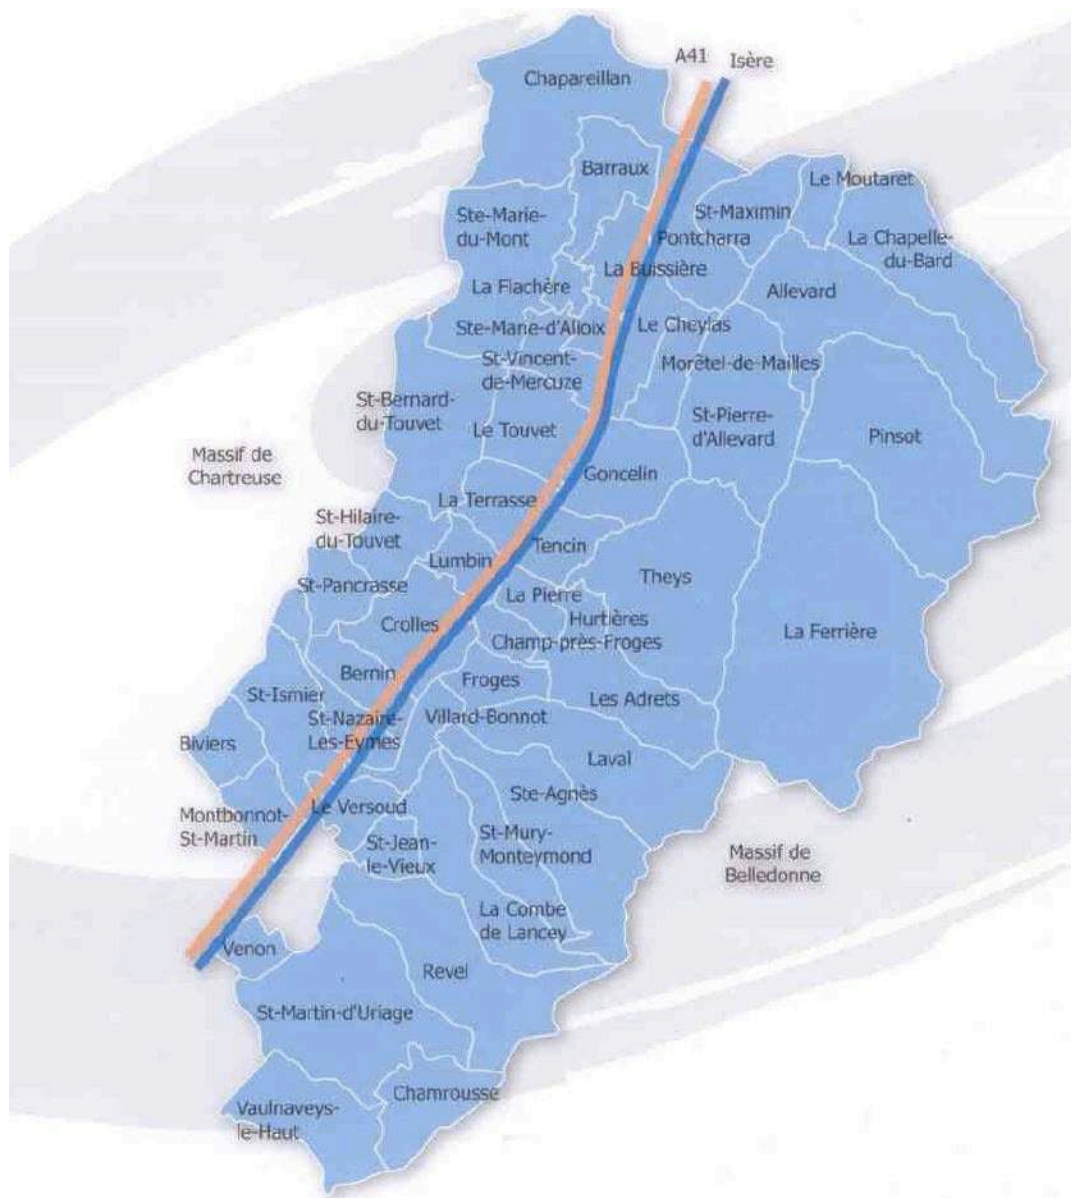 A41
Isère
Chapareillan
Barraux
Le Moutaret
Ste-Marie-
du-Mont
St-Maximin
Pontcharra
La Chapelle-
du-Bard
La Buissière
La Flachère
Allevard
Ste-Marie-d'Alloix
Le Cheylas
St-Vincent-
de-Mercuze
Morêtel-de-Mailles
St-Bernard-
du-Touvet
Le Touvet
St-Pierre-
d'Allevard
Pinsot
Massif de
Chartreuse
Goncelin
La Terrasse
St-Hilaire-
du-Touvet
Tencin
Lumbin
Theys
St-Pancrasse
La Pierre
Hurtières
Crolles
Champ-près-Froges
La Ferrière
Bernin
Froges
St-Ismier
Les Adrets
St-Nazaire-
Les-Eymes
Villard-Bonnot
Biviers
Laval
Ste-Agnès
Montbonnot-
St-Martin
Le Versoud
St-Jean-
le-Vieux
St-Mury-
Monteymond
Massif de
Belledonne
La Combe
de Lancey
Venon
Revel
St-Martin-d'Uriage
Chamrousse
Vaulnaveys-
le-Haut